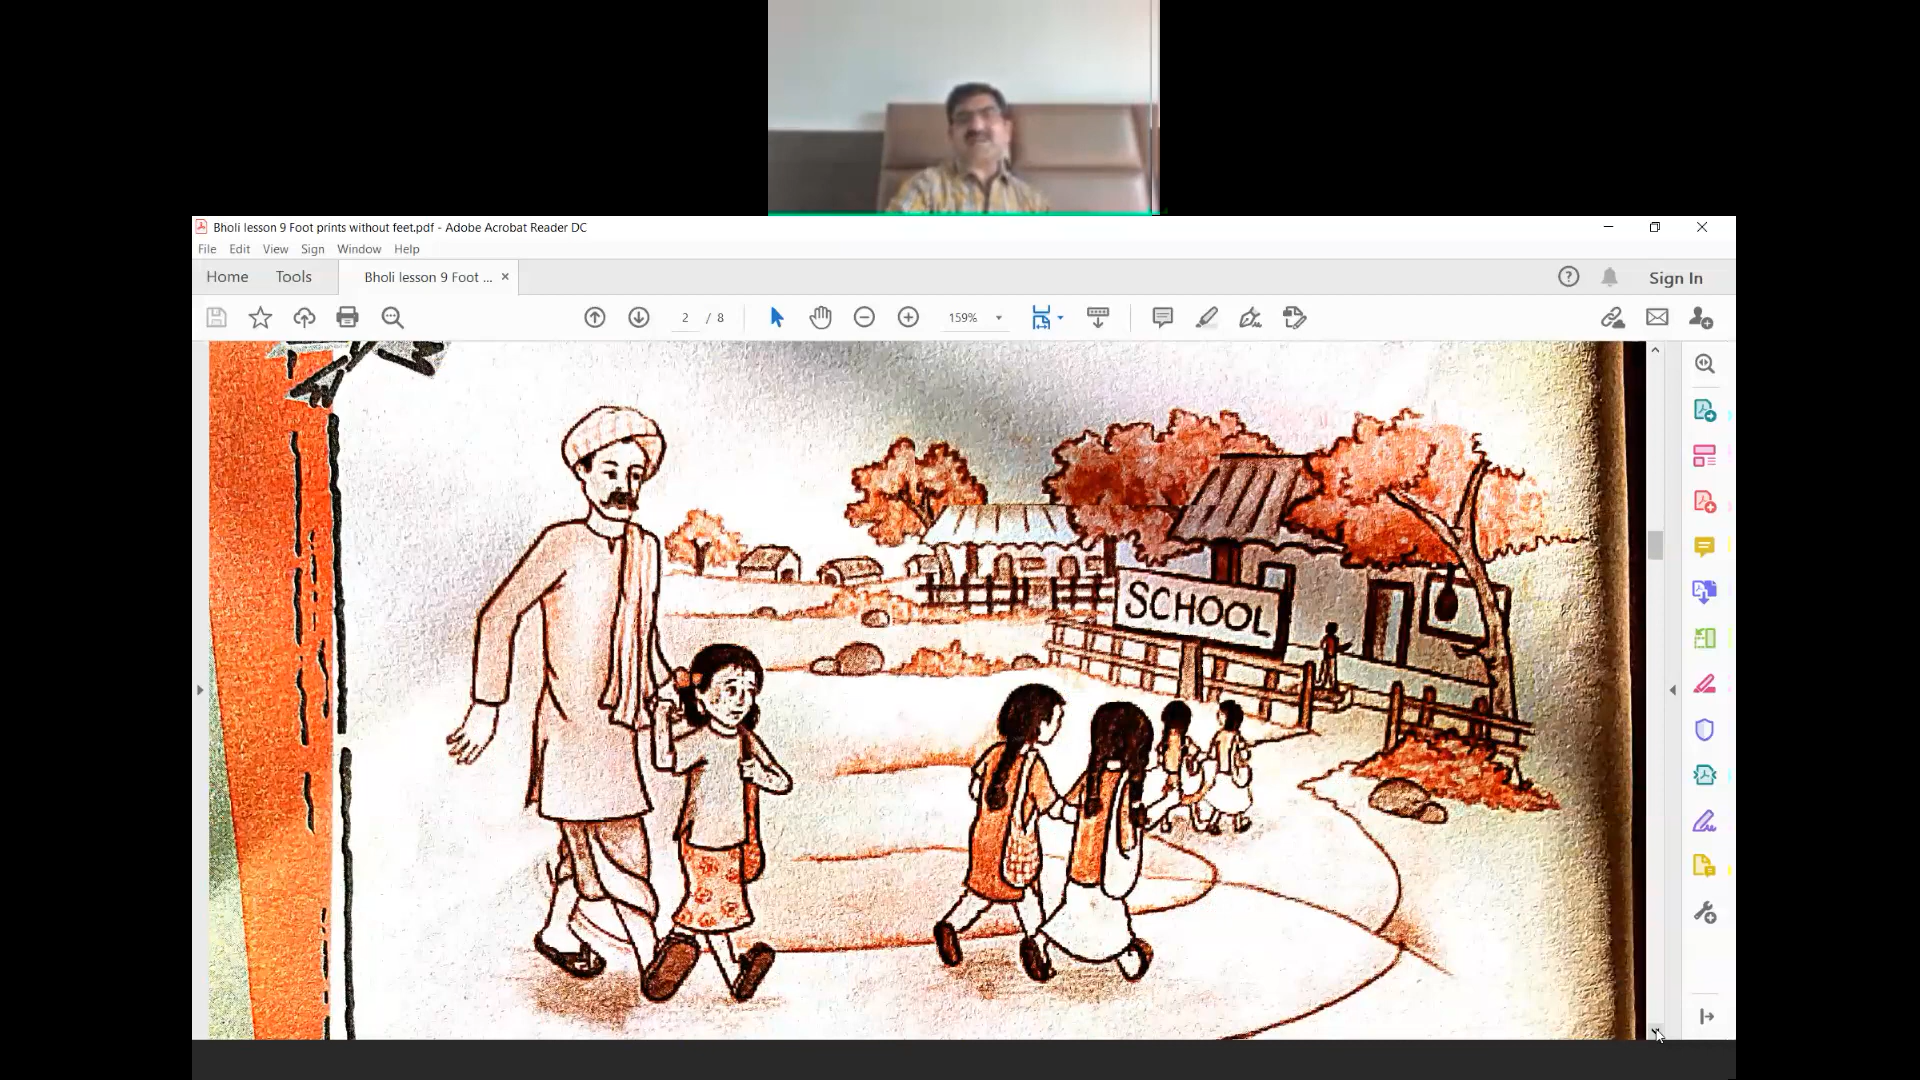 Bholi lesson 9 Foot prints without feet.pdf - Adobe Acrobat Reader DC
File Edit View Sign Window Help
Home Tools Bholi lesson 9 Foot ... × Sign In
2 / 8 159%
SCHOOL